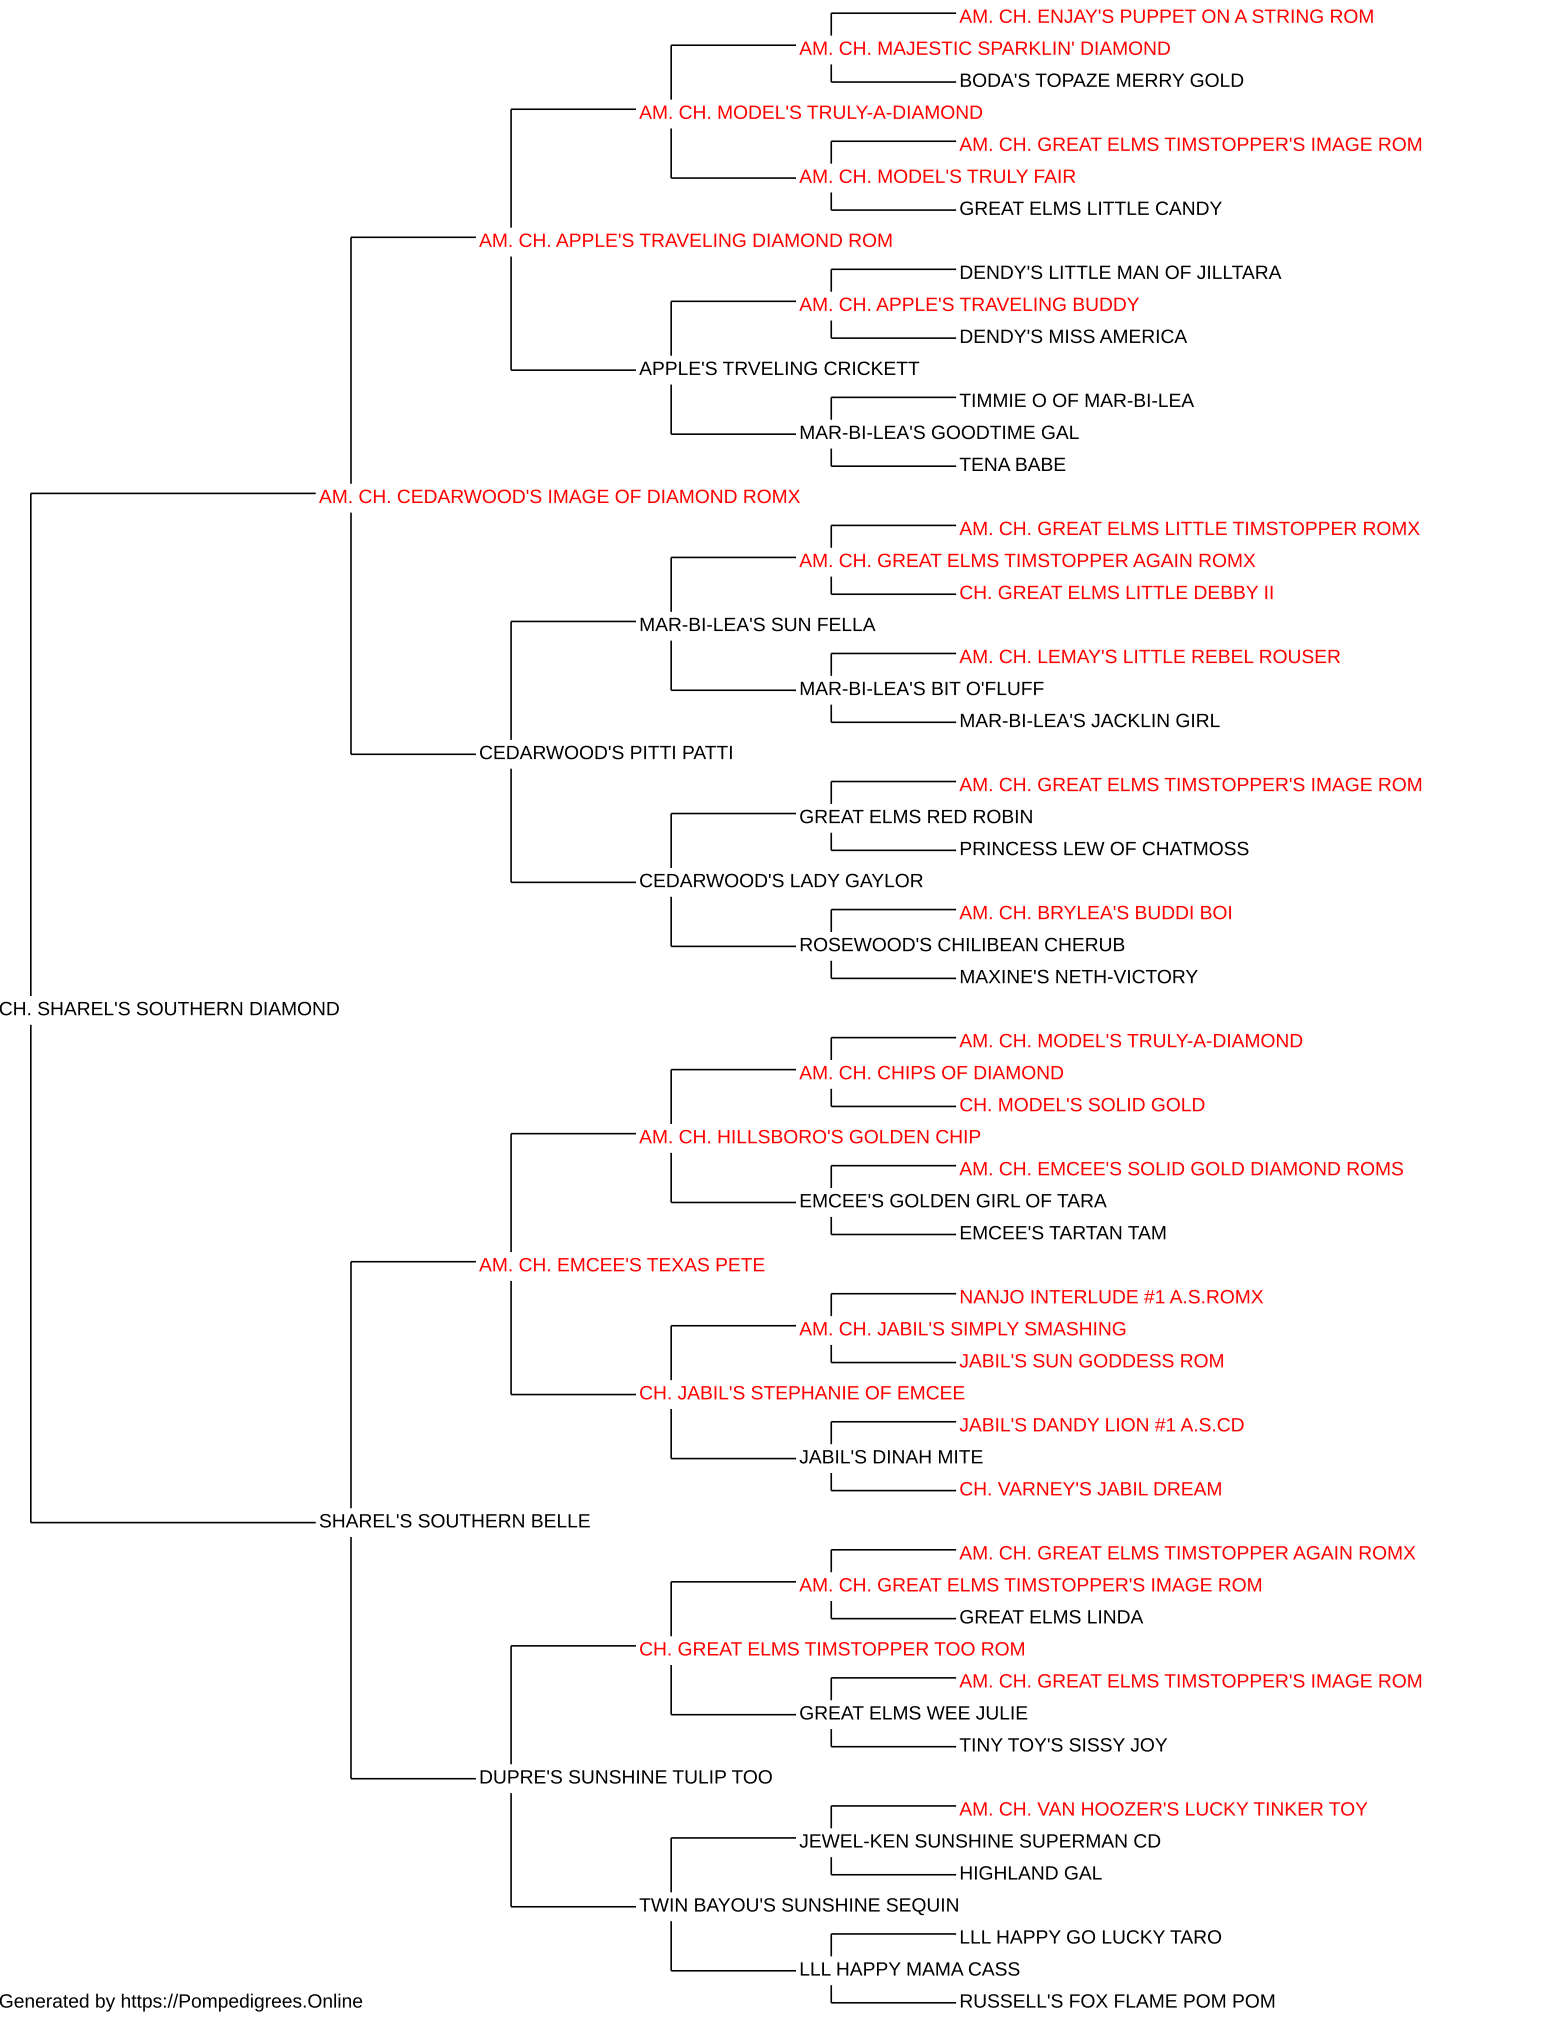 AM. CH. ENJAY'S PUPPET ON A STRING ROM
AM. CH. MAJESTIC SPARKLIN' DIAMOND
BODA'S TOPAZE MERRY GOLD
AM. CH. MODEL'S TRULY-A-DIAMOND
AM. CH. GREAT ELMS TIMSTOPPER'S IMAGE ROM
AM. CH. MODEL'S TRULY FAIR
GREAT ELMS LITTLE CANDY
AM. CH. APPLE'S TRAVELING DIAMOND ROM
DENDY'S LITTLE MAN OF JILLTARA
AM. CH. APPLE'S TRAVELING BUDDY
DENDY'S MISS AMERICA
APPLE'S TRVELING CRICKETT
TIMMIE O OF MAR-BI-LEA
MAR-BI-LEA'S GOODTIME GAL
TENA BABE
AM. CH. CEDARWOOD'S IMAGE OF DIAMOND ROMX
AM. CH. GREAT ELMS LITTLE TIMSTOPPER ROMX
AM. CH. GREAT ELMS TIMSTOPPER AGAIN ROMX
CH. GREAT ELMS LITTLE DEBBY II
MAR-BI-LEA'S SUN FELLA
AM. CH. LEMAY'S LITTLE REBEL ROUSER
MAR-BI-LEA'S BIT O'FLUFF
MAR-BI-LEA'S JACKLIN GIRL
CEDARWOOD'S PITTI PATTI
AM. CH. GREAT ELMS TIMSTOPPER'S IMAGE ROM
GREAT ELMS RED ROBIN
PRINCESS LEW OF CHATMOSS
CEDARWOOD'S LADY GAYLOR
AM. CH. BRYLEA'S BUDDI BOI
ROSEWOOD'S CHILIBEAN CHERUB
MAXINE'S NETH-VICTORY
CH. SHAREL'S SOUTHERN DIAMOND
AM. CH. MODEL'S TRULY-A-DIAMOND
AM. CH. CHIPS OF DIAMOND
CH. MODEL'S SOLID GOLD
AM. CH. HILLSBORO'S GOLDEN CHIP
AM. CH. EMCEE'S SOLID GOLD DIAMOND ROMS
EMCEE'S GOLDEN GIRL OF TARA
EMCEE'S TARTAN TAM
AM. CH. EMCEE'S TEXAS PETE
NANJO INTERLUDE #1 A.S.ROMX
AM. CH. JABIL'S SIMPLY SMASHING
JABIL'S SUN GODDESS ROM
CH. JABIL'S STEPHANIE OF EMCEE
JABIL'S DANDY LION #1 A.S.CD
JABIL'S DINAH MITE
CH. VARNEY'S JABIL DREAM
SHAREL'S SOUTHERN BELLE
AM. CH. GREAT ELMS TIMSTOPPER AGAIN ROMX
AM. CH. GREAT ELMS TIMSTOPPER'S IMAGE ROM
GREAT ELMS LINDA
CH. GREAT ELMS TIMSTOPPER TOO ROM
AM. CH. GREAT ELMS TIMSTOPPER'S IMAGE ROM
GREAT ELMS WEE JULIE
TINY TOY'S SISSY JOY
DUPRE'S SUNSHINE TULIP TOO
AM. CH. VAN HOOZER'S LUCKY TINKER TOY
JEWEL-KEN SUNSHINE SUPERMAN CD
HIGHLAND GAL
TWIN BAYOU'S SUNSHINE SEQUIN
LLL HAPPY GO LUCKY TARO
LLL HAPPY MAMA CASS
RUSSELL'S FOX FLAME POM POM
Generated by https://Pompedigrees.Online